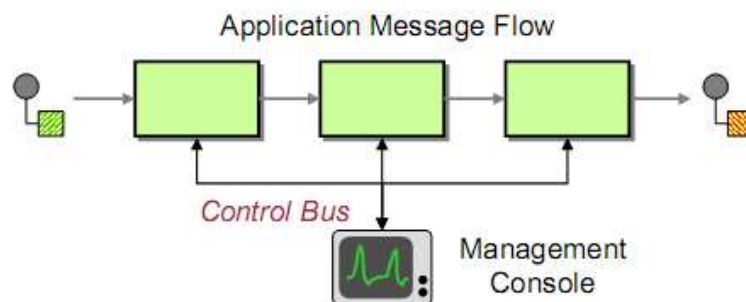 Application Message Flow
Control Bus
Management
Console